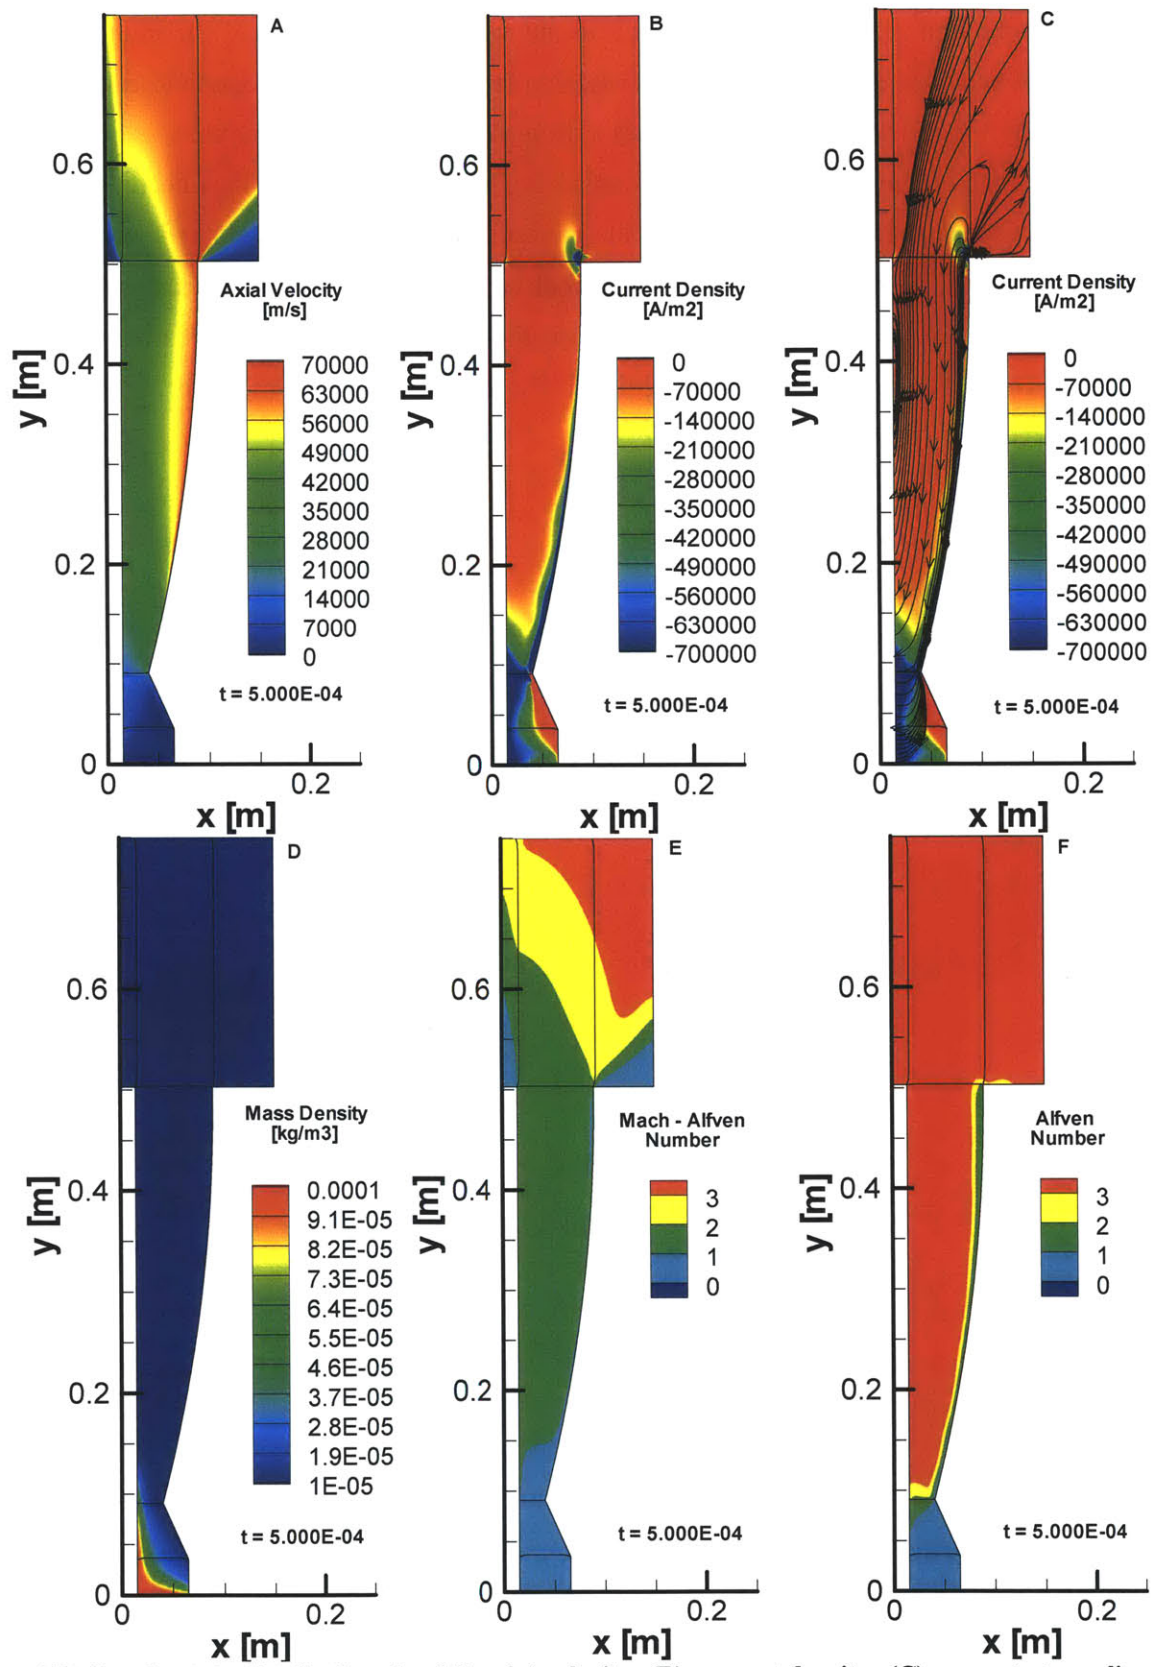 A
0.6
0.4
0.2
0
y [m]
Axial Velocity
[m/s]
70000
63000
56000
49000
42000
35000
28000
21000
14000
7000
0
t = 5.000E-04
0
0.2
x [m]
B
0.6
0.4
0.2
0
y [m]
Current Density
[A/m2]
0
-70000
-140000
-210000
-280000
-350000
-420000
-490000
-560000
-630000
-700000
t = 5.000E-04
0
0.2
x [m]
C
0.6
0.4
0.2
0
y [m]
Current Density
[A/m2]
0
-70000
-140000
-210000
-280000
-350000
-420000
-490000
-560000
-630000
-700000
t = 5.000E-04
0
0.2
x [m]
D
0.6
0.4
0.2
0
y [m]
Mass Density
[kg/m3]
0.0001
9.1E-05
8.2E-05
7.3E-05
6.4E-05
5.5E-05
4.6E-05
3.7E-05
2.8E-05
1.9E-05
1E-05
t = 5.000E-04
0
0.2
x [m]
E
0.6
0.4
0.2
0
y [m]
Mach - Alfven
Number
3
2
1
0
t = 5.000E-04
0
0.2
x [m]
F
0.6
0.4
0.2
0
y [m]
Alfven
Number
3
2
1
0
t = 5.000E-04
0
0.2
x [m]